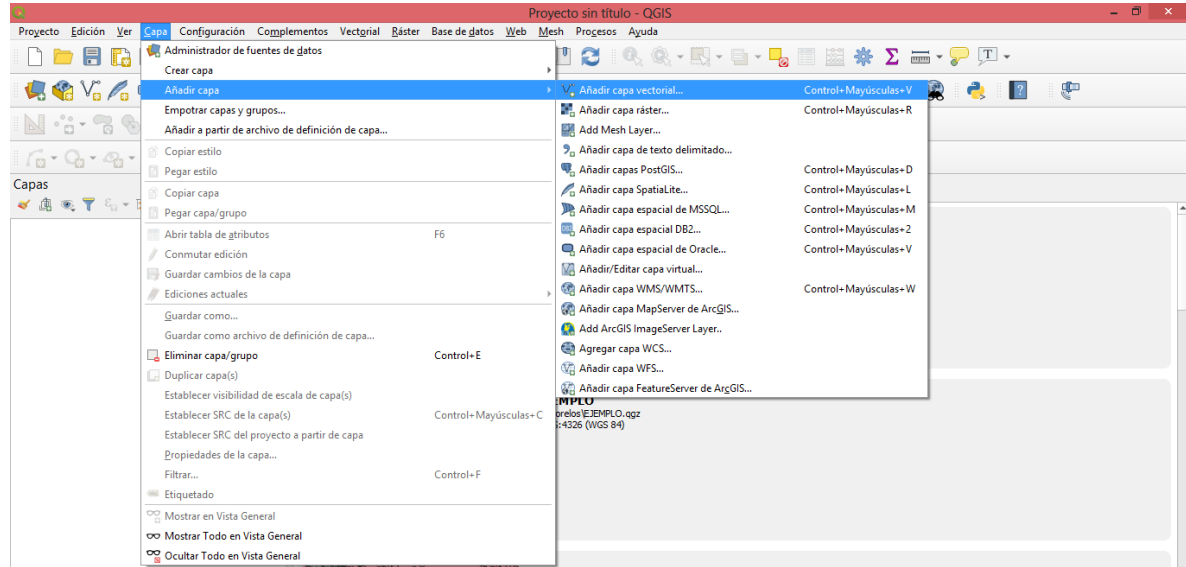 Proyecto sin título - QGIS
Proyecto Edición Ver Capa Configuración Complementos Vectorial Ráster Base de datos Web Mesh Procesos Ayuda
Administrador de fuentes de datos
Crear capa
Añadir capa
Empotrar capas y grupos...
Añadir a partir de archivo de definición de capa...
Copiar estilo
Pegar estilo
Copiar capa
Pegar capa/grupo
Abrir tabla de atributos F6
Conmutar edición
Guardar cambios de la capa
Ediciones actuales
Guardar como...
Guardar como archivo de definición de capa...
Eliminar capa/grupo Control+E
Duplicar capa(s)
Establecer visibilidad de escala de capa(s)
Establecer SRC de la capa(s) Control+Mayúsculas+C
Establecer SRC del proyecto a partir de capa
Propiedades de la capa...
Filtrar... Control+F
Etiquetado
Mostrar en Vista General
Mostrar Todo en Vista General
Ocultar Todo en Vista General
Añadir capa vectorial... Control+Mayúsculas+V
Añadir capa ráster... Control+Mayúsculas+R
Add Mesh Layer...
Añadir capa de texto delimitado...
Añadir capas PostGIS... Control+Mayúsculas+D
Añadir capa SpatiaLite... Control+Mayúsculas+L
Añadir capa espacial de MSSQL... Control+Mayúsculas+M
Añadir capa espacial DB2... Control+Mayúsculas+2
Añadir capa espacial de Oracle... Control+Mayúsculas+V
Añadir/Editar capa virtual...
Añadir capa WMS/WMTS... Control+Mayúsculas+W
Añadir capa MapServer de ArcGIS...
Add ArcGIS ImageServer Layer..
Agregar capa WCS...
Añadir capa WFS...
Añadir capa FeatureServer de ArcGIS...
Capas
EMPLO
orelos\EJEMPLO.qgz
:4326 (WGS 84)